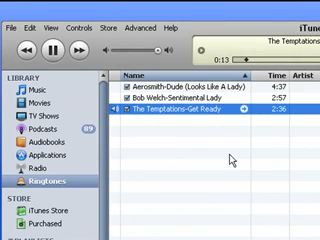 File Edit View Controls Store Advanced Help
iTun
The Temptations
0:13
LIBRARY
Music
Movies
TV Shows
Podcasts 89
Audiobooks
Applications
Radio
Ringtones
STORE
iTunes Store
Purchased
Name Time Artist
Aerosmith-Dude (Looks Like A Lady) 4:37
Bob Welch-Sentimental Lady 2:57
The Temptations-Get Ready 2:36